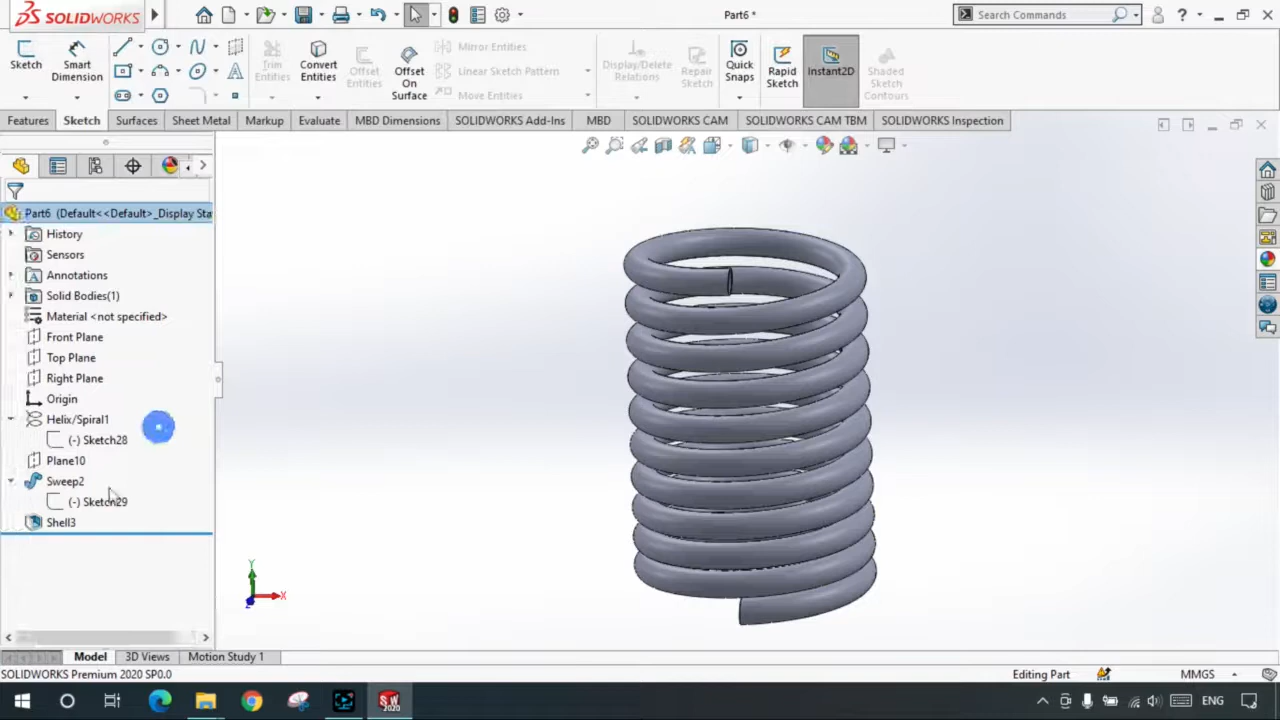 SOLIDWORKS
Part6 *
Search Commands
Sketch
Smart Dimension
Trim Entities
Convert Entities
Offset Entities
Offset On Surface
Mirror Entities
Linear Sketch Pattern
Move Entities
Display/Delete Relations
Repair Sketch
Quick Snaps
Rapid Sketch
Instant2D
Shaded Sketch Contours
Features
Sketch
Surfaces
Sheet Metal
Markup
Evaluate
MBD Dimensions
SOLIDWORKS Add-Ins
MBD
SOLIDWORKS CAM
SOLIDWORKS CAM TBM
SOLIDWORKS Inspection
Part6 (Default<<Default>_Display Sta
History
Sensors
Annotations
Solid Bodies(1)
Material <not specified>
Front Plane
Top Plane
Right Plane
Origin
Helix/Spiral1
(-) Sketch28
Plane10
Sweep2
(-) Sketch29
Shell3
Y
X
Z
Model
3D Views
Motion Study 1
SOLIDWORKS Premium 2020 SP0.0
Editing Part
MMGS
SW
2020
ENG